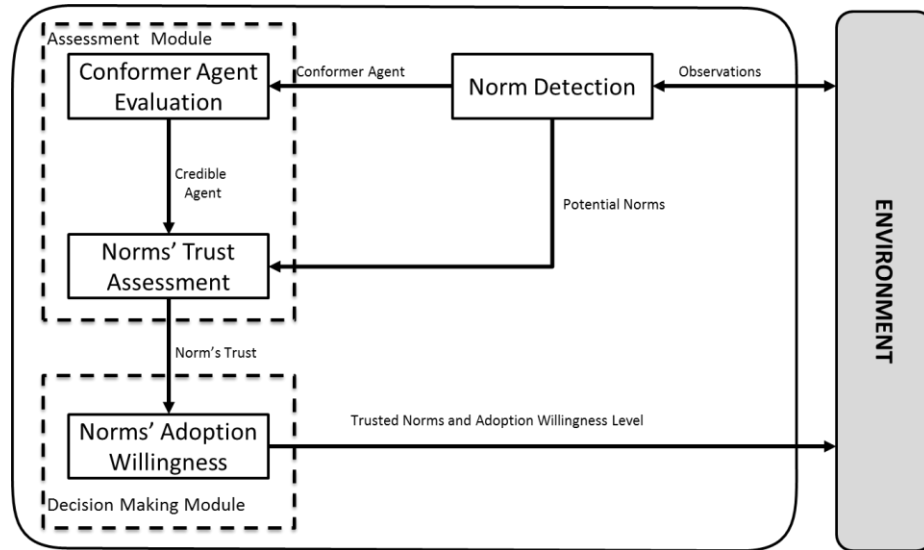 Assessment Module
Conformer Agent
Evaluation
Conformer Agent
Norm Detection
Observations
Credible
Agent
Potential Norms
Norms’ Trust
Assessment
Norm's Trust
Norms’ Adoption
Willingness
Trusted Norms and Adoption Willingness Level
Decision Making Module
ENVIRONMENT